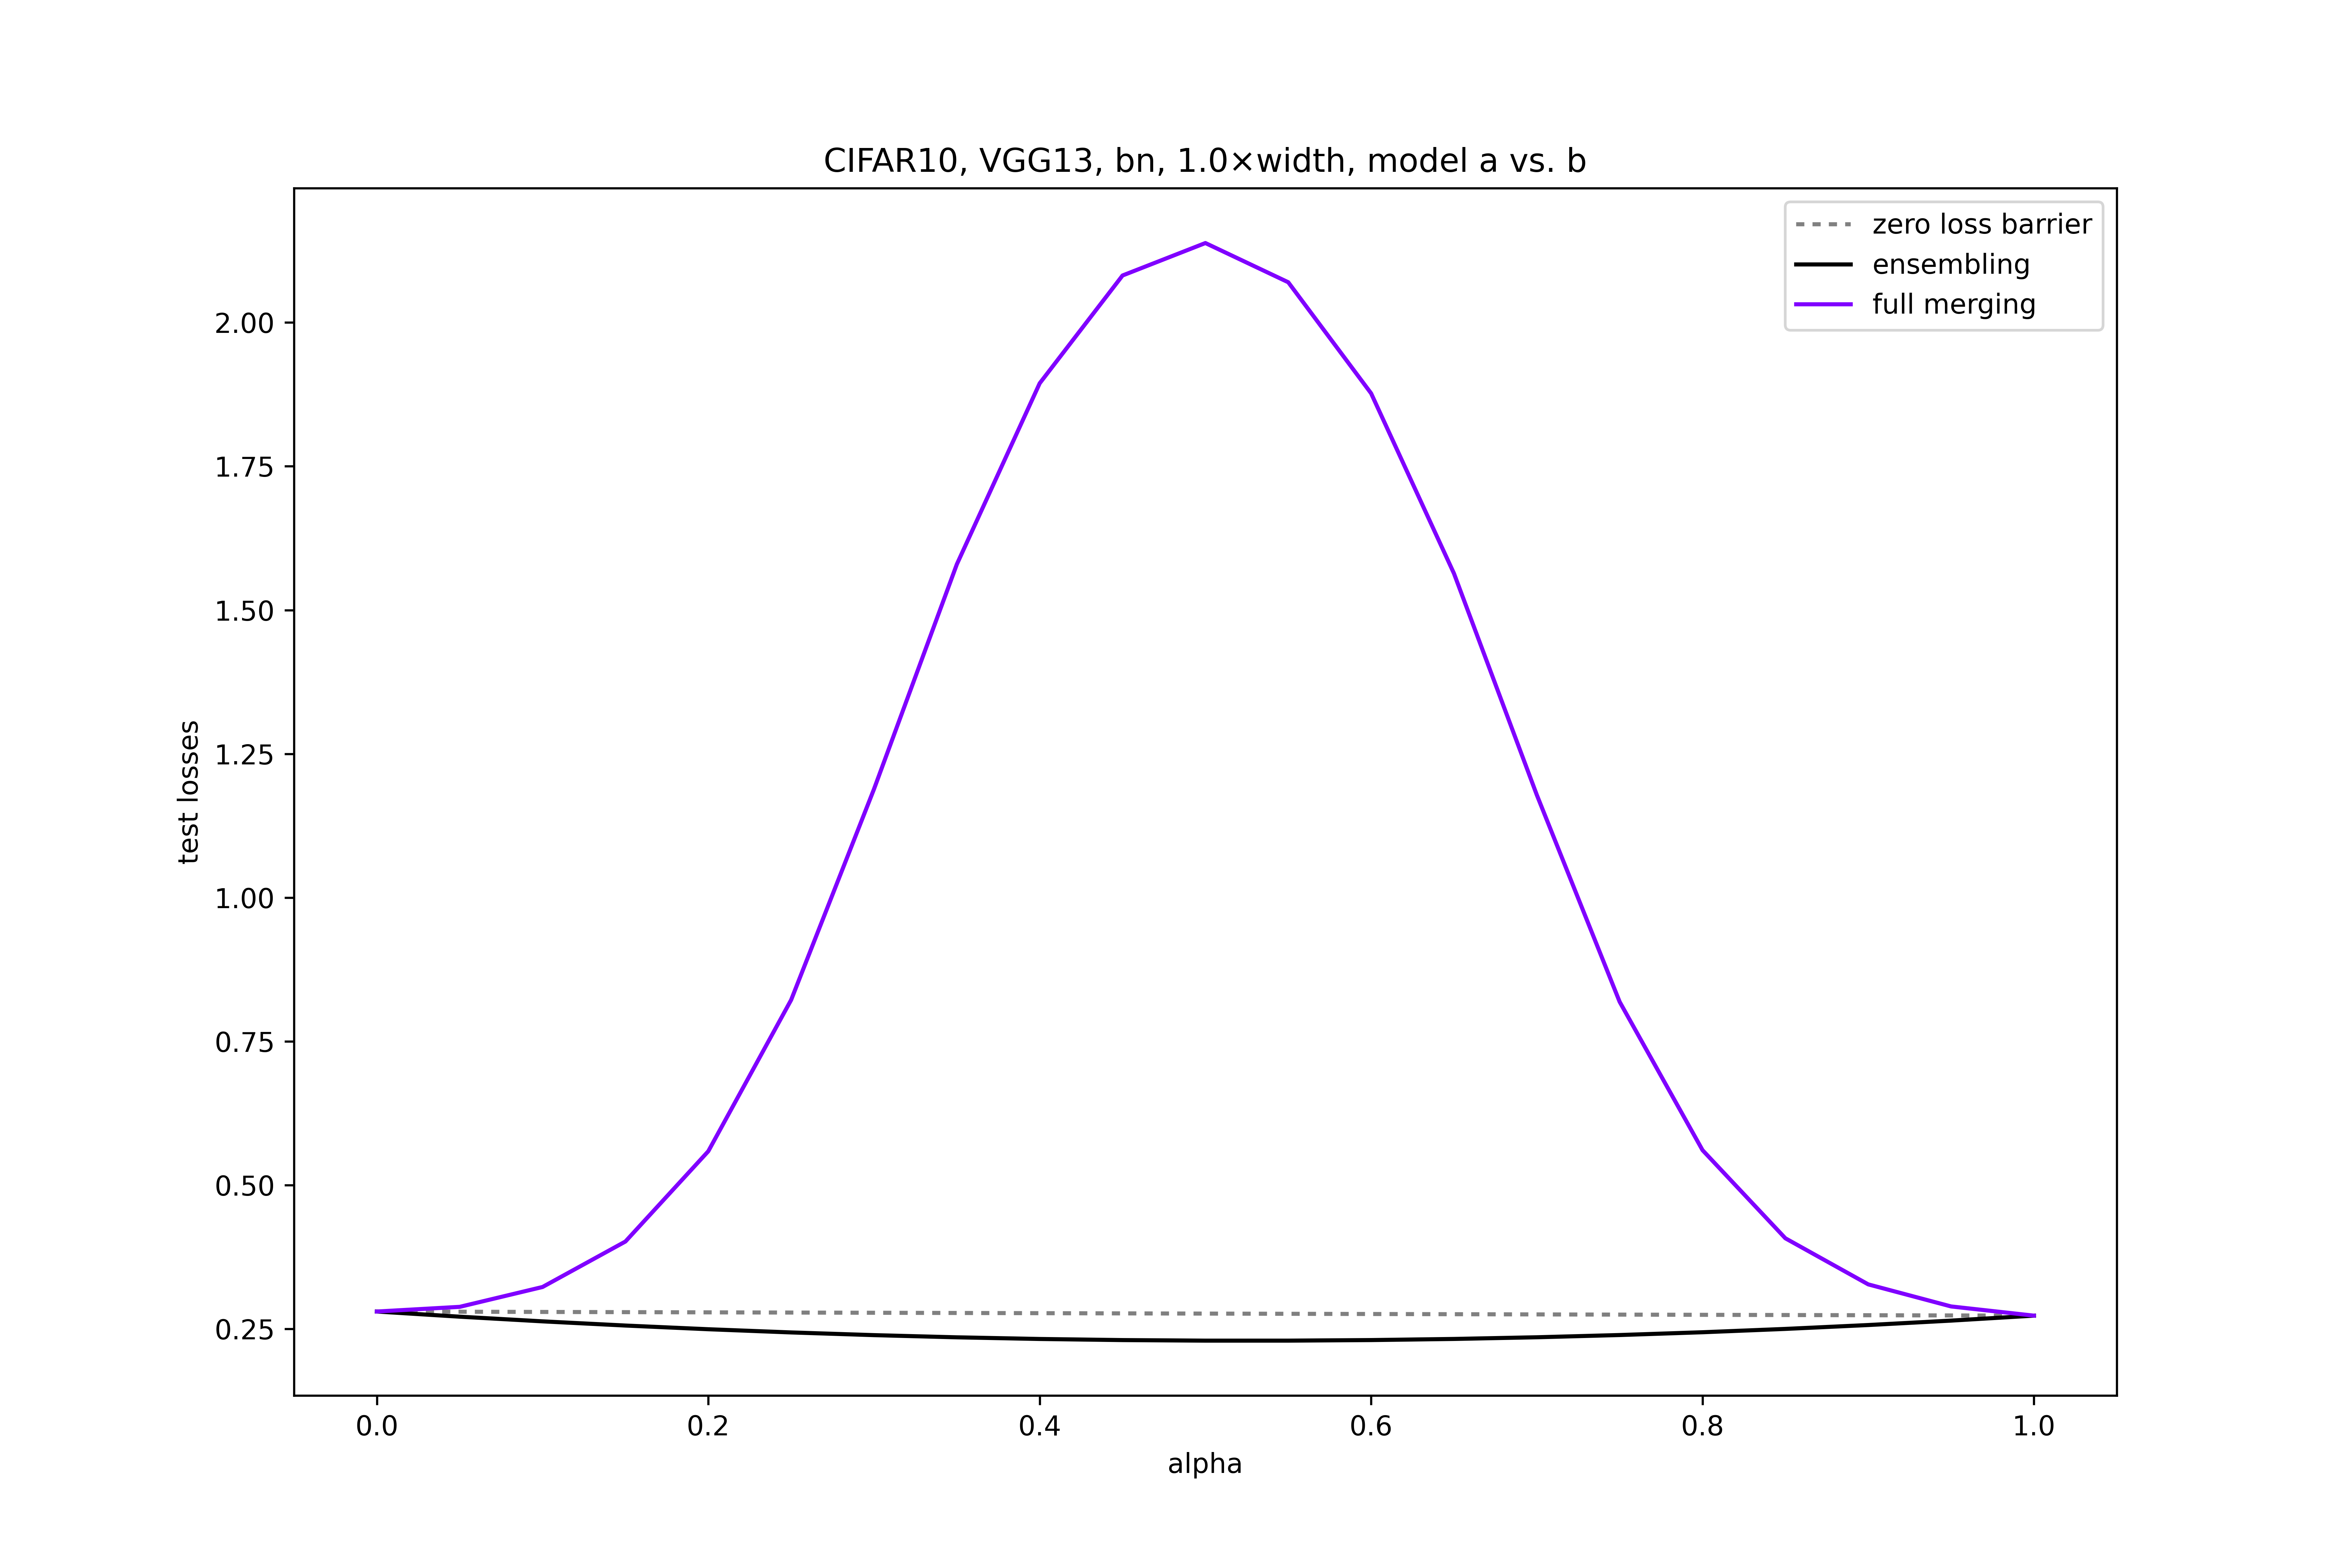 CIFAR10, VGG13, bn, 1.0×width, model a vs. b
zero loss barrier
ensembling
full merging
2.00
1.75
1.50
1.25
1.00
0.75
0.50
0.25
test losses
0.0 0.2 0.4 0.6 0.8 1.0
alpha